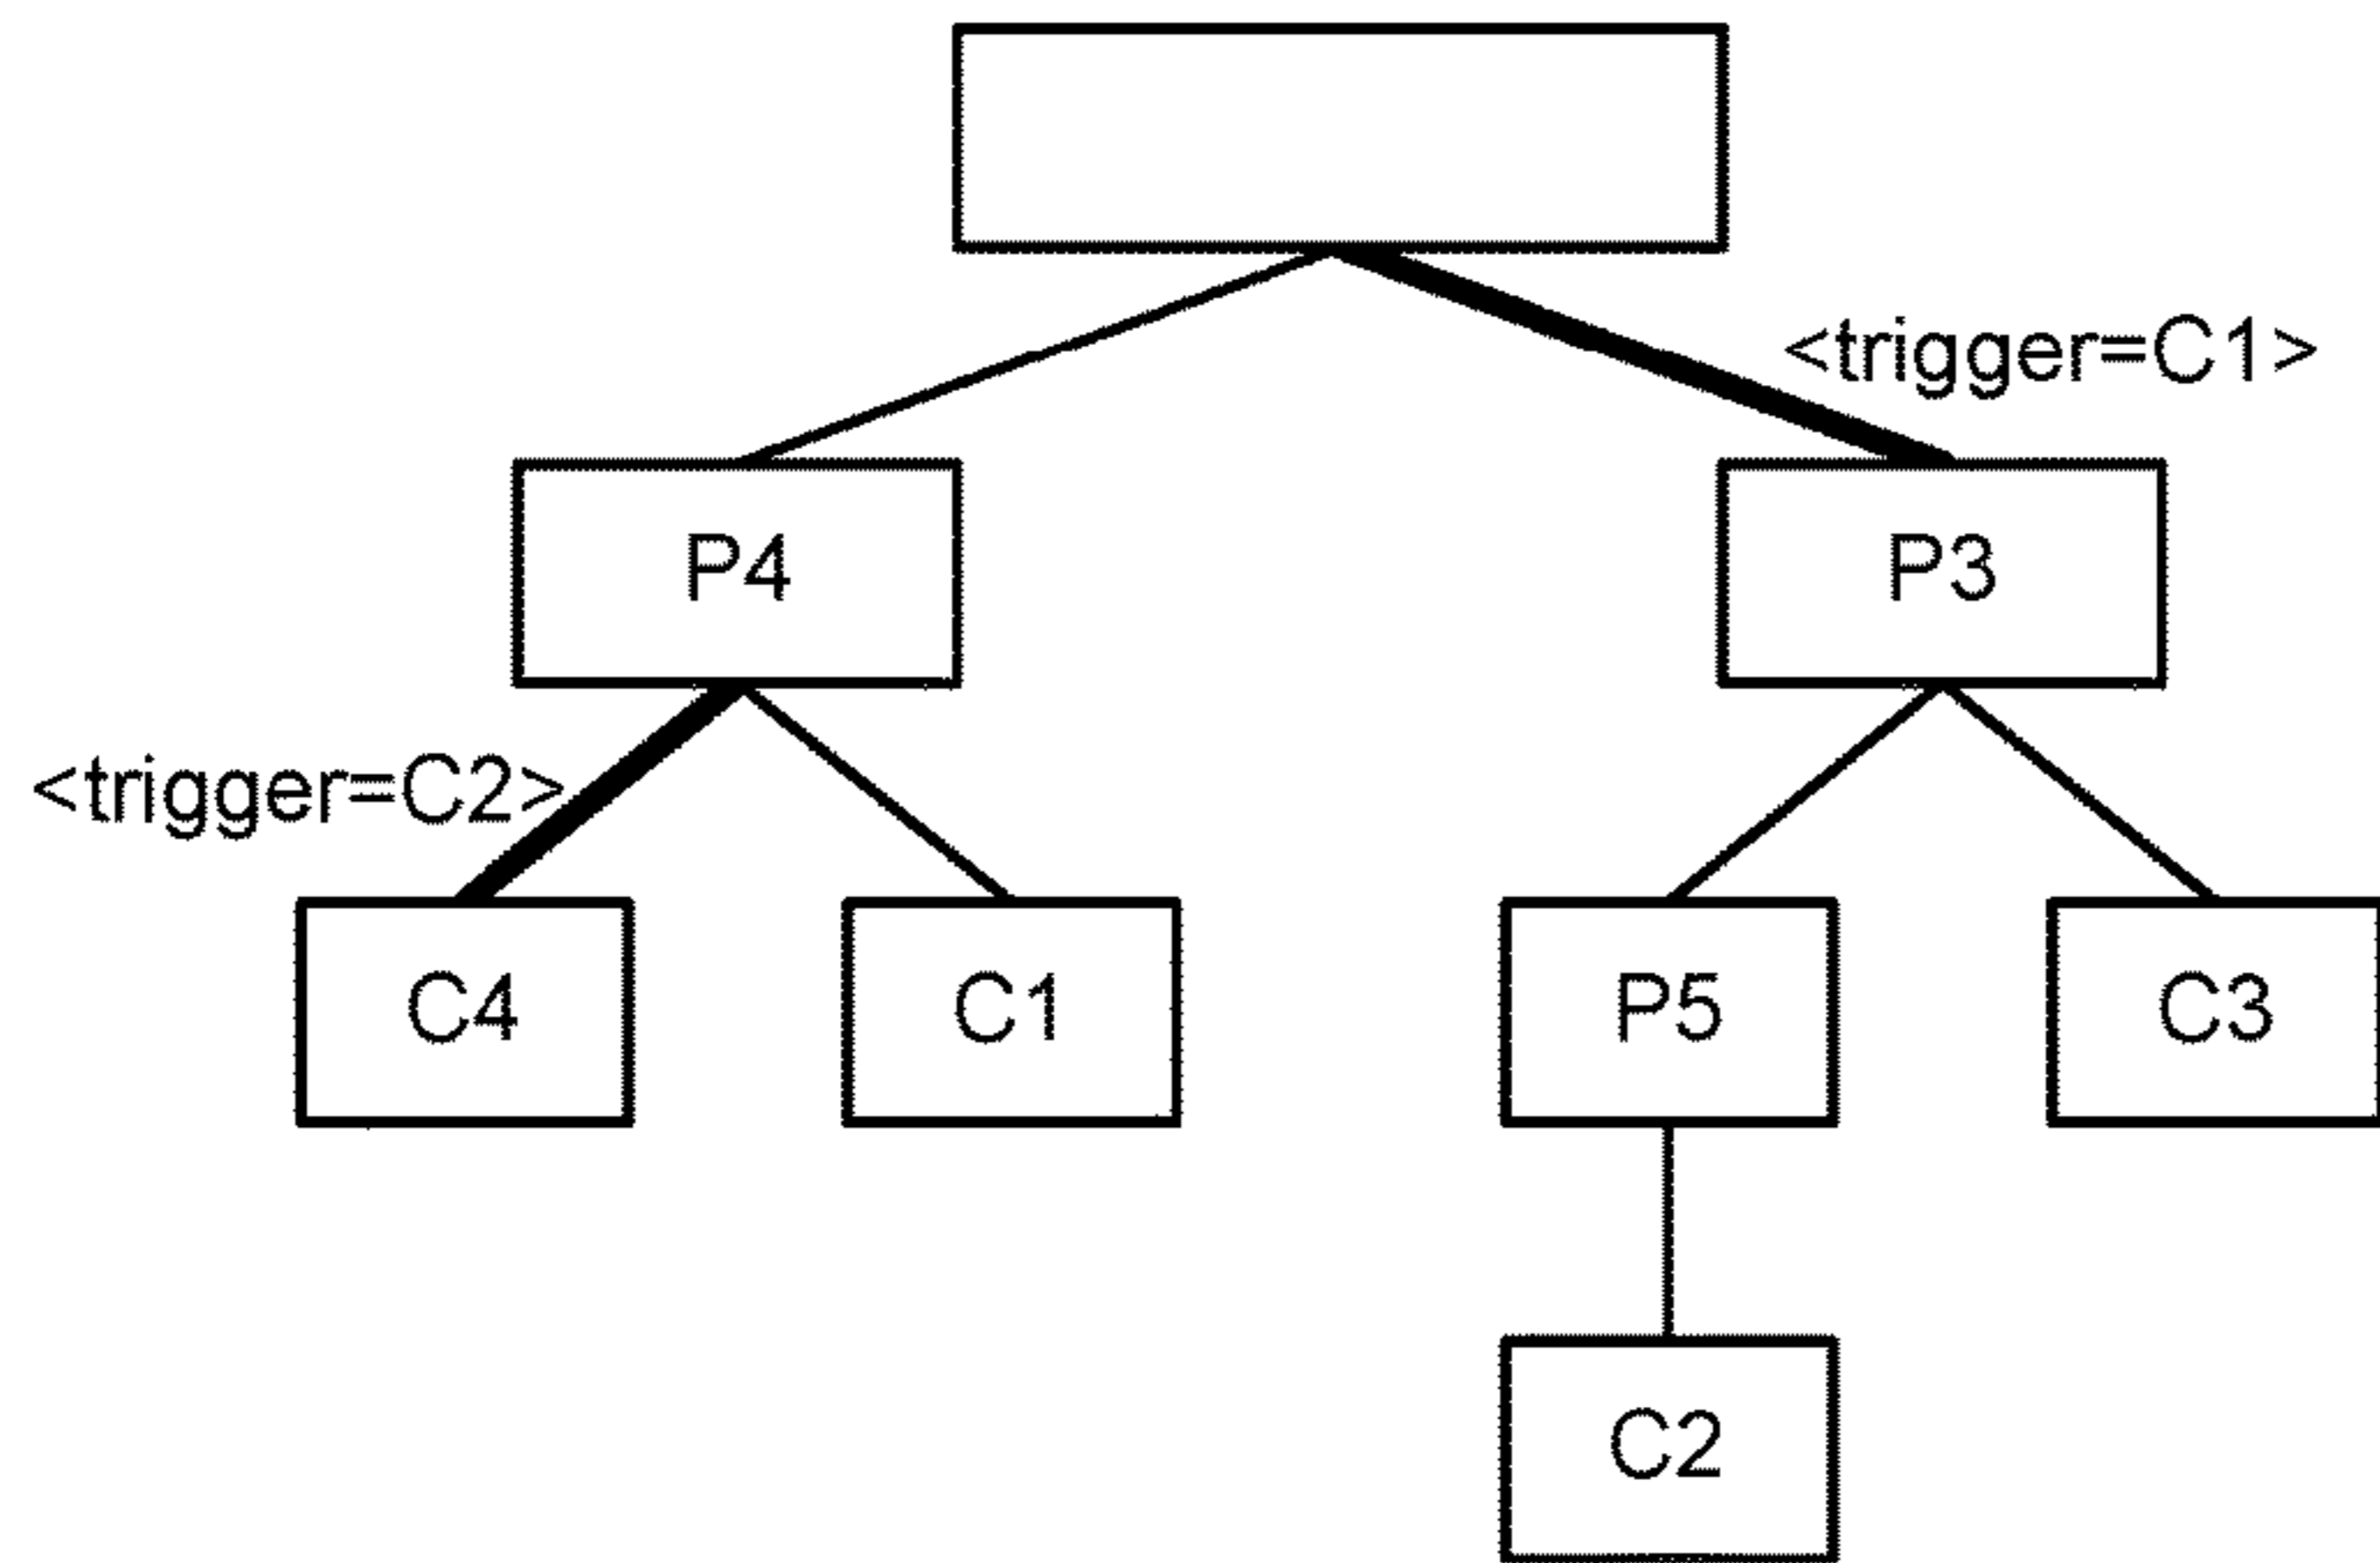 <trigger=C1>
P4
P3
<trigger=C2>
C4
C1
P5
C3
C2